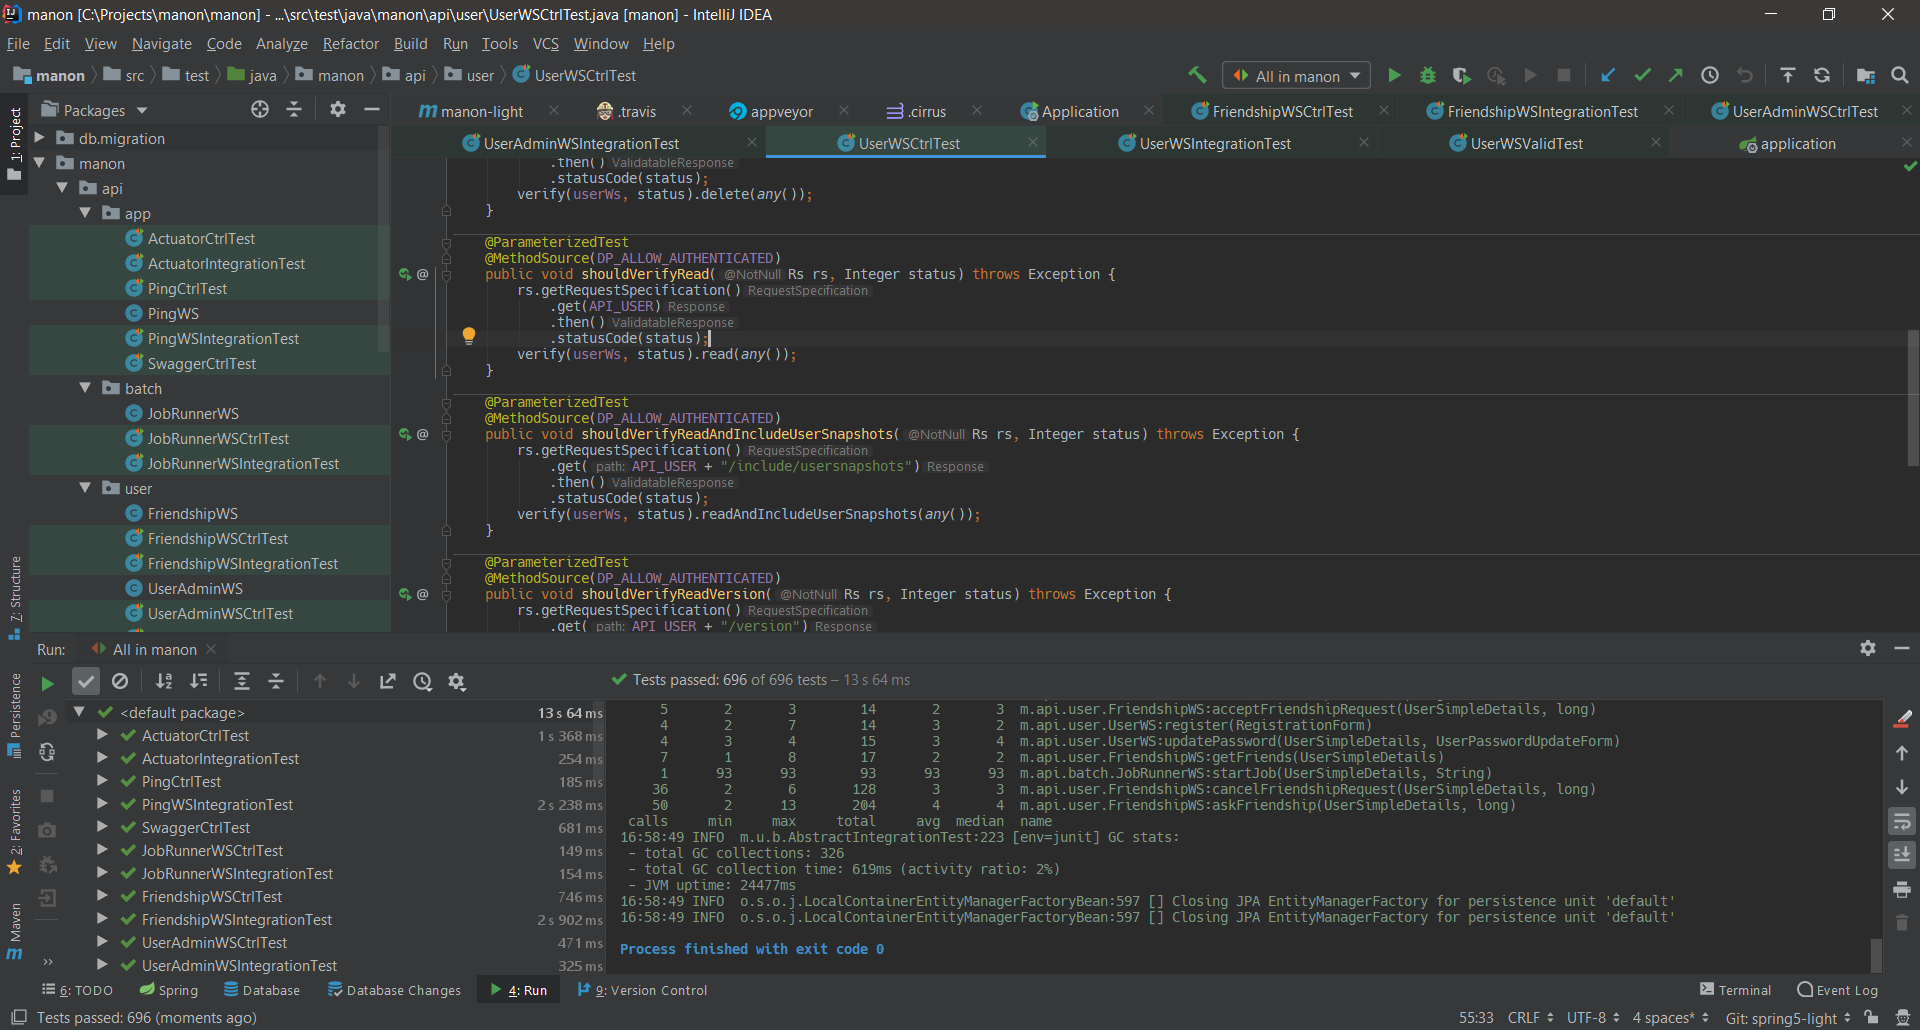 manon [C:\Projects\manon\manon] - ...\src\test\java\manon\api\user\UserWSCtrlTest.java [manon] - IntelliJ IDEA
File Edit View Navigate Code Analyze Refactor Build Run Tools VCS Window Help
manon src test java manon api user UserWSCtrlTest
All in manon
1: Project
Packages
manon-light .travis appveyor .cirrus Application FriendshipWSCtrlTest FriendshipWSIntegrationTest UserAdminWSCtrlTest
UserAdminWSIntegrationTest UserWSCtrlTest UserWSIntegrationTest UserWSValidTest application
db.migration
manon
api
app
ActuatorCtrlTest
ActuatorIntegrationTest
PingCtrlTest
PingWS
PingWSIntegrationTest
SwaggerCtrlTest
batch
JobRunnerWS
JobRunnerWSCtrlTest
JobRunnerWSIntegrationTest
user
FriendshipWS
FriendshipWSCtrlTest
FriendshipWSIntegrationTest
UserAdminWS
UserAdminWSCtrlTest
.then() ValidatableResponse
.statusCode(status);
verify(userWs, status).delete(any());
}
@ParameterizedTest
@MethodSource(DP_ALLOW_AUTHENTICATED)
public void shouldVerifyRead( @NotNull Rs rs, Integer status) throws Exception {
rs.getRequestSpecification() RequestSpecification
.get(API_USER) Response
.then() ValidatableResponse
.statusCode(status);
verify(userWs, status).read(any());
}
@ParameterizedTest
@MethodSource(DP_ALLOW_AUTHENTICATED)
public void shouldVerifyReadAndIncludeUserSnapshots( @NotNull Rs rs, Integer status) throws Exception {
rs.getRequestSpecification() RequestSpecification
.get( path: API_USER + "/include/usersnapshots") Response
.then() ValidatableResponse
.statusCode(status);
verify(userWs, status).readAndIncludeUserSnapshots(any());
}
@ParameterizedTest
@MethodSource(DP_ALLOW_AUTHENTICATED)
public void shouldVerifyReadVersion( @NotNull Rs rs, Integer status) throws Exception {
rs.getRequestSpecification() RequestSpecification
.get( path: API_USER + "/version") Response
7: Structure
Persistence
2: Favorites
Maven
Run: All in manon
Tests passed: 696 of 696 tests – 13 s 64 ms
<default package> 13 s 64 ms
ActuatorCtrlTest 1 s 368 ms
ActuatorIntegrationTest 254 ms
PingCtrlTest 185 ms
PingWSIntegrationTest 2 s 238 ms
SwaggerCtrlTest 681 ms
JobRunnerWSCtrlTest 149 ms
JobRunnerWSIntegrationTest 154 ms
FriendshipWSCtrlTest 746 ms
FriendshipWSIntegrationTest 2 s 902 ms
UserAdminWSCtrlTest 471 ms
UserAdminWSIntegrationTest 325 ms
5 2 3 14 2 3 m.api.user.FriendshipWS:acceptFriendshipRequest(UserSimpleDetails, long)
4 2 7 14 3 2 m.api.user.UserWS:register(RegistrationForm)
4 3 4 15 3 4 m.api.user.UserWS:updatePassword(UserSimpleDetails, UserPasswordUpdateForm)
7 1 8 17 2 2 m.api.user.FriendshipWS:getFriends(UserSimpleDetails)
1 93 93 93 93 93 m.api.batch.JobRunnerWS:startJob(UserSimpleDetails, String)
36 2 6 128 3 3 m.api.user.FriendshipWS:cancelFriendshipRequest(UserSimpleDetails, long)
50 2 13 204 4 4 m.api.user.FriendshipWS:askFriendship(UserSimpleDetails, long)
calls min max total avg median name
16:58:49 INFO m.u.b.AbstractIntegrationTest:223 [env=junit] GC stats:
- total GC collections: 326
- total GC collection time: 619ms (activity ratio: 2%)
- JVM uptime: 24477ms
16:58:49 INFO o.s.o.j.LocalContainerEntityManagerFactoryBean:597 [] Closing JPA EntityManagerFactory for persistence unit 'default'
16:58:49 INFO o.s.o.j.LocalContainerEntityManagerFactoryBean:597 [] Closing JPA EntityManagerFactory for persistence unit 'default'
Process finished with exit code 0
6: TODO Spring Database Database Changes 4: Run 9: Version Control Terminal Event Log
Tests passed: 696 (moments ago) 55:33 CRLF UTF-8 4 spaces* Git: spring5-light